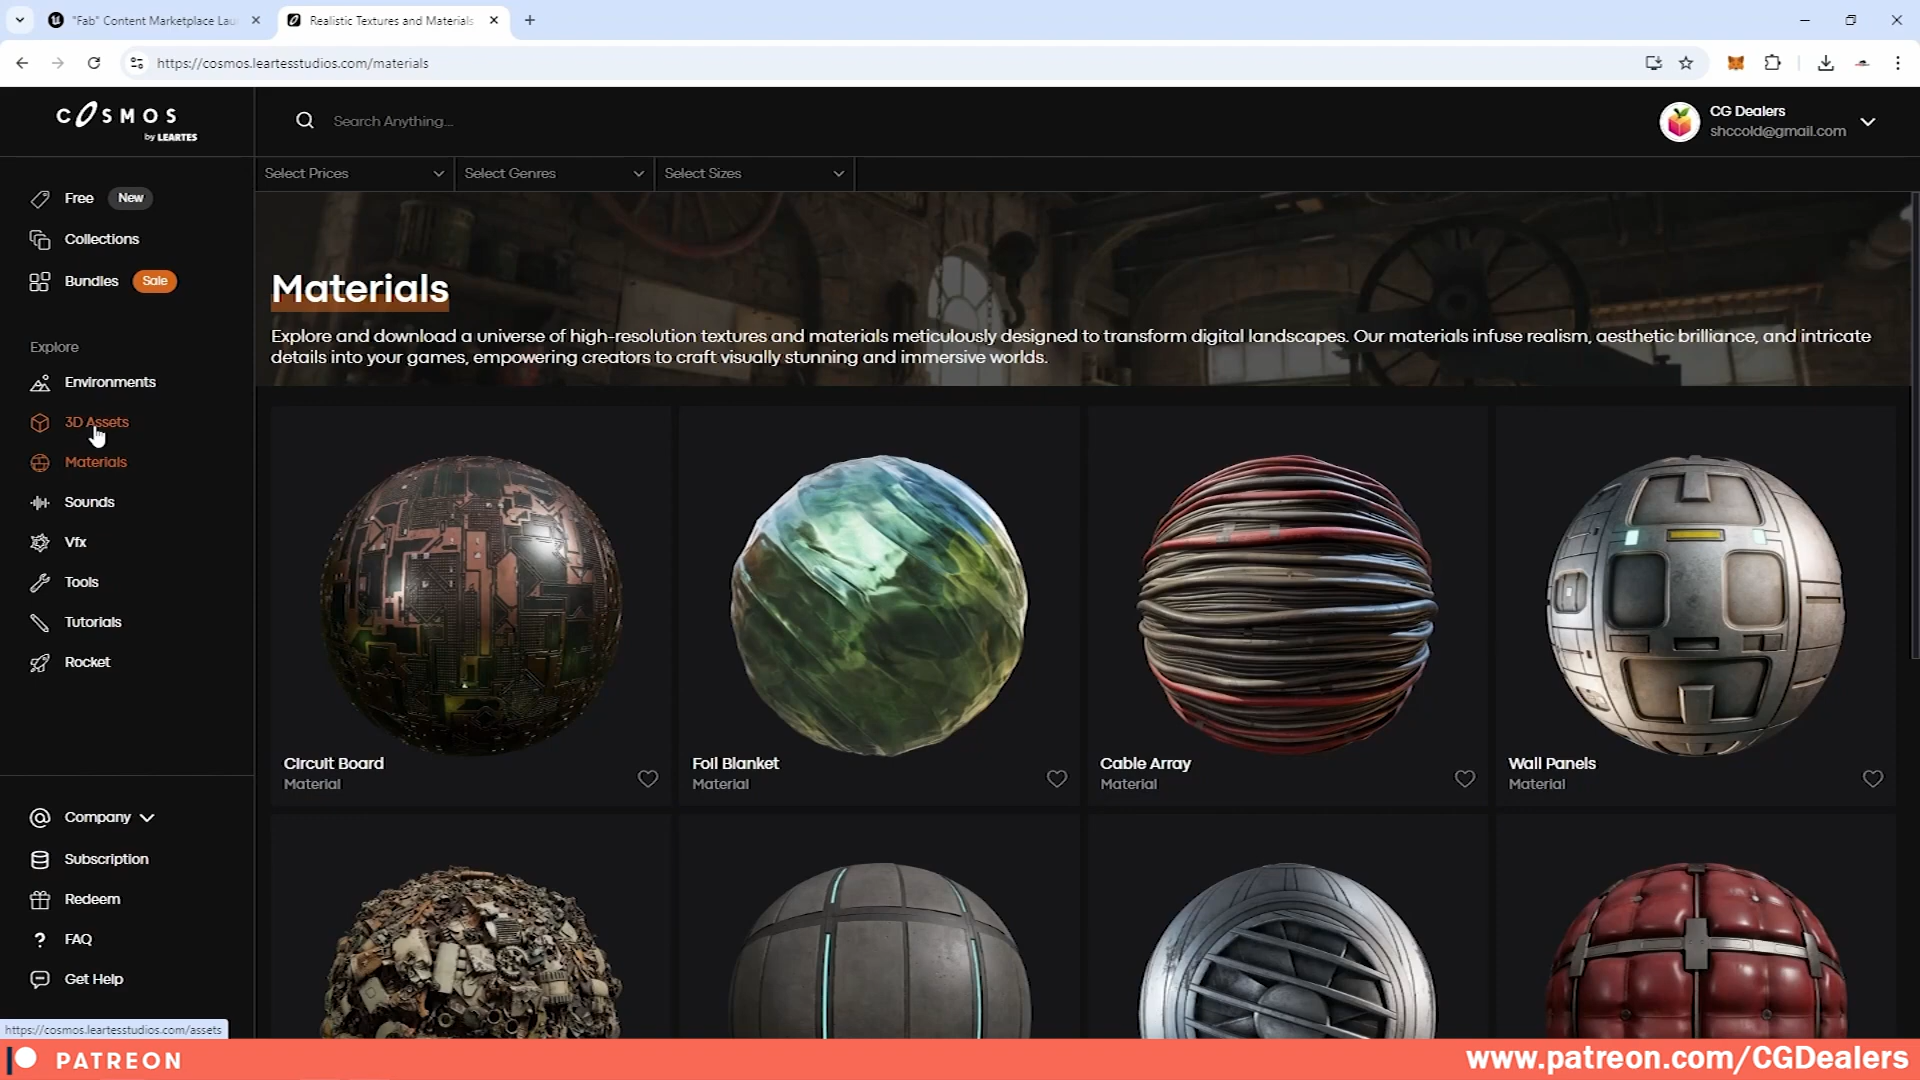 "Fab" Content Marketplace Lau
Realistic Textures and Materials
https://cosmos.leartesstudios.com/materials
COSMOS
by LEARTES
Search Anything...
CG Dealers
shccold@gmail.com
Select Prices
Select Genres
Select Sizes
Free
New
Collections
Bundles
Sale
Explore
Environments
3D Assets
Materials
Sounds
Vfx
Tools
Tutorials
Rocket
Company
Subscription
Redeem
FAQ
Get Help
Materials
Explore and download a universe of high-resolution textures and materials meticulously designed to transform digital landscapes. Our materials infuse realism, aesthetic brilliance, and intricate
details into your games, empowering creators to craft visually stunning and immersive worlds.
Circuit Board
Material
Foil Blanket
Material
Cable Array
Material
Wall Panels
Material
https://cosmos.leartesstudios.com/assets
PATREON
www.patreon.com/CGDealers